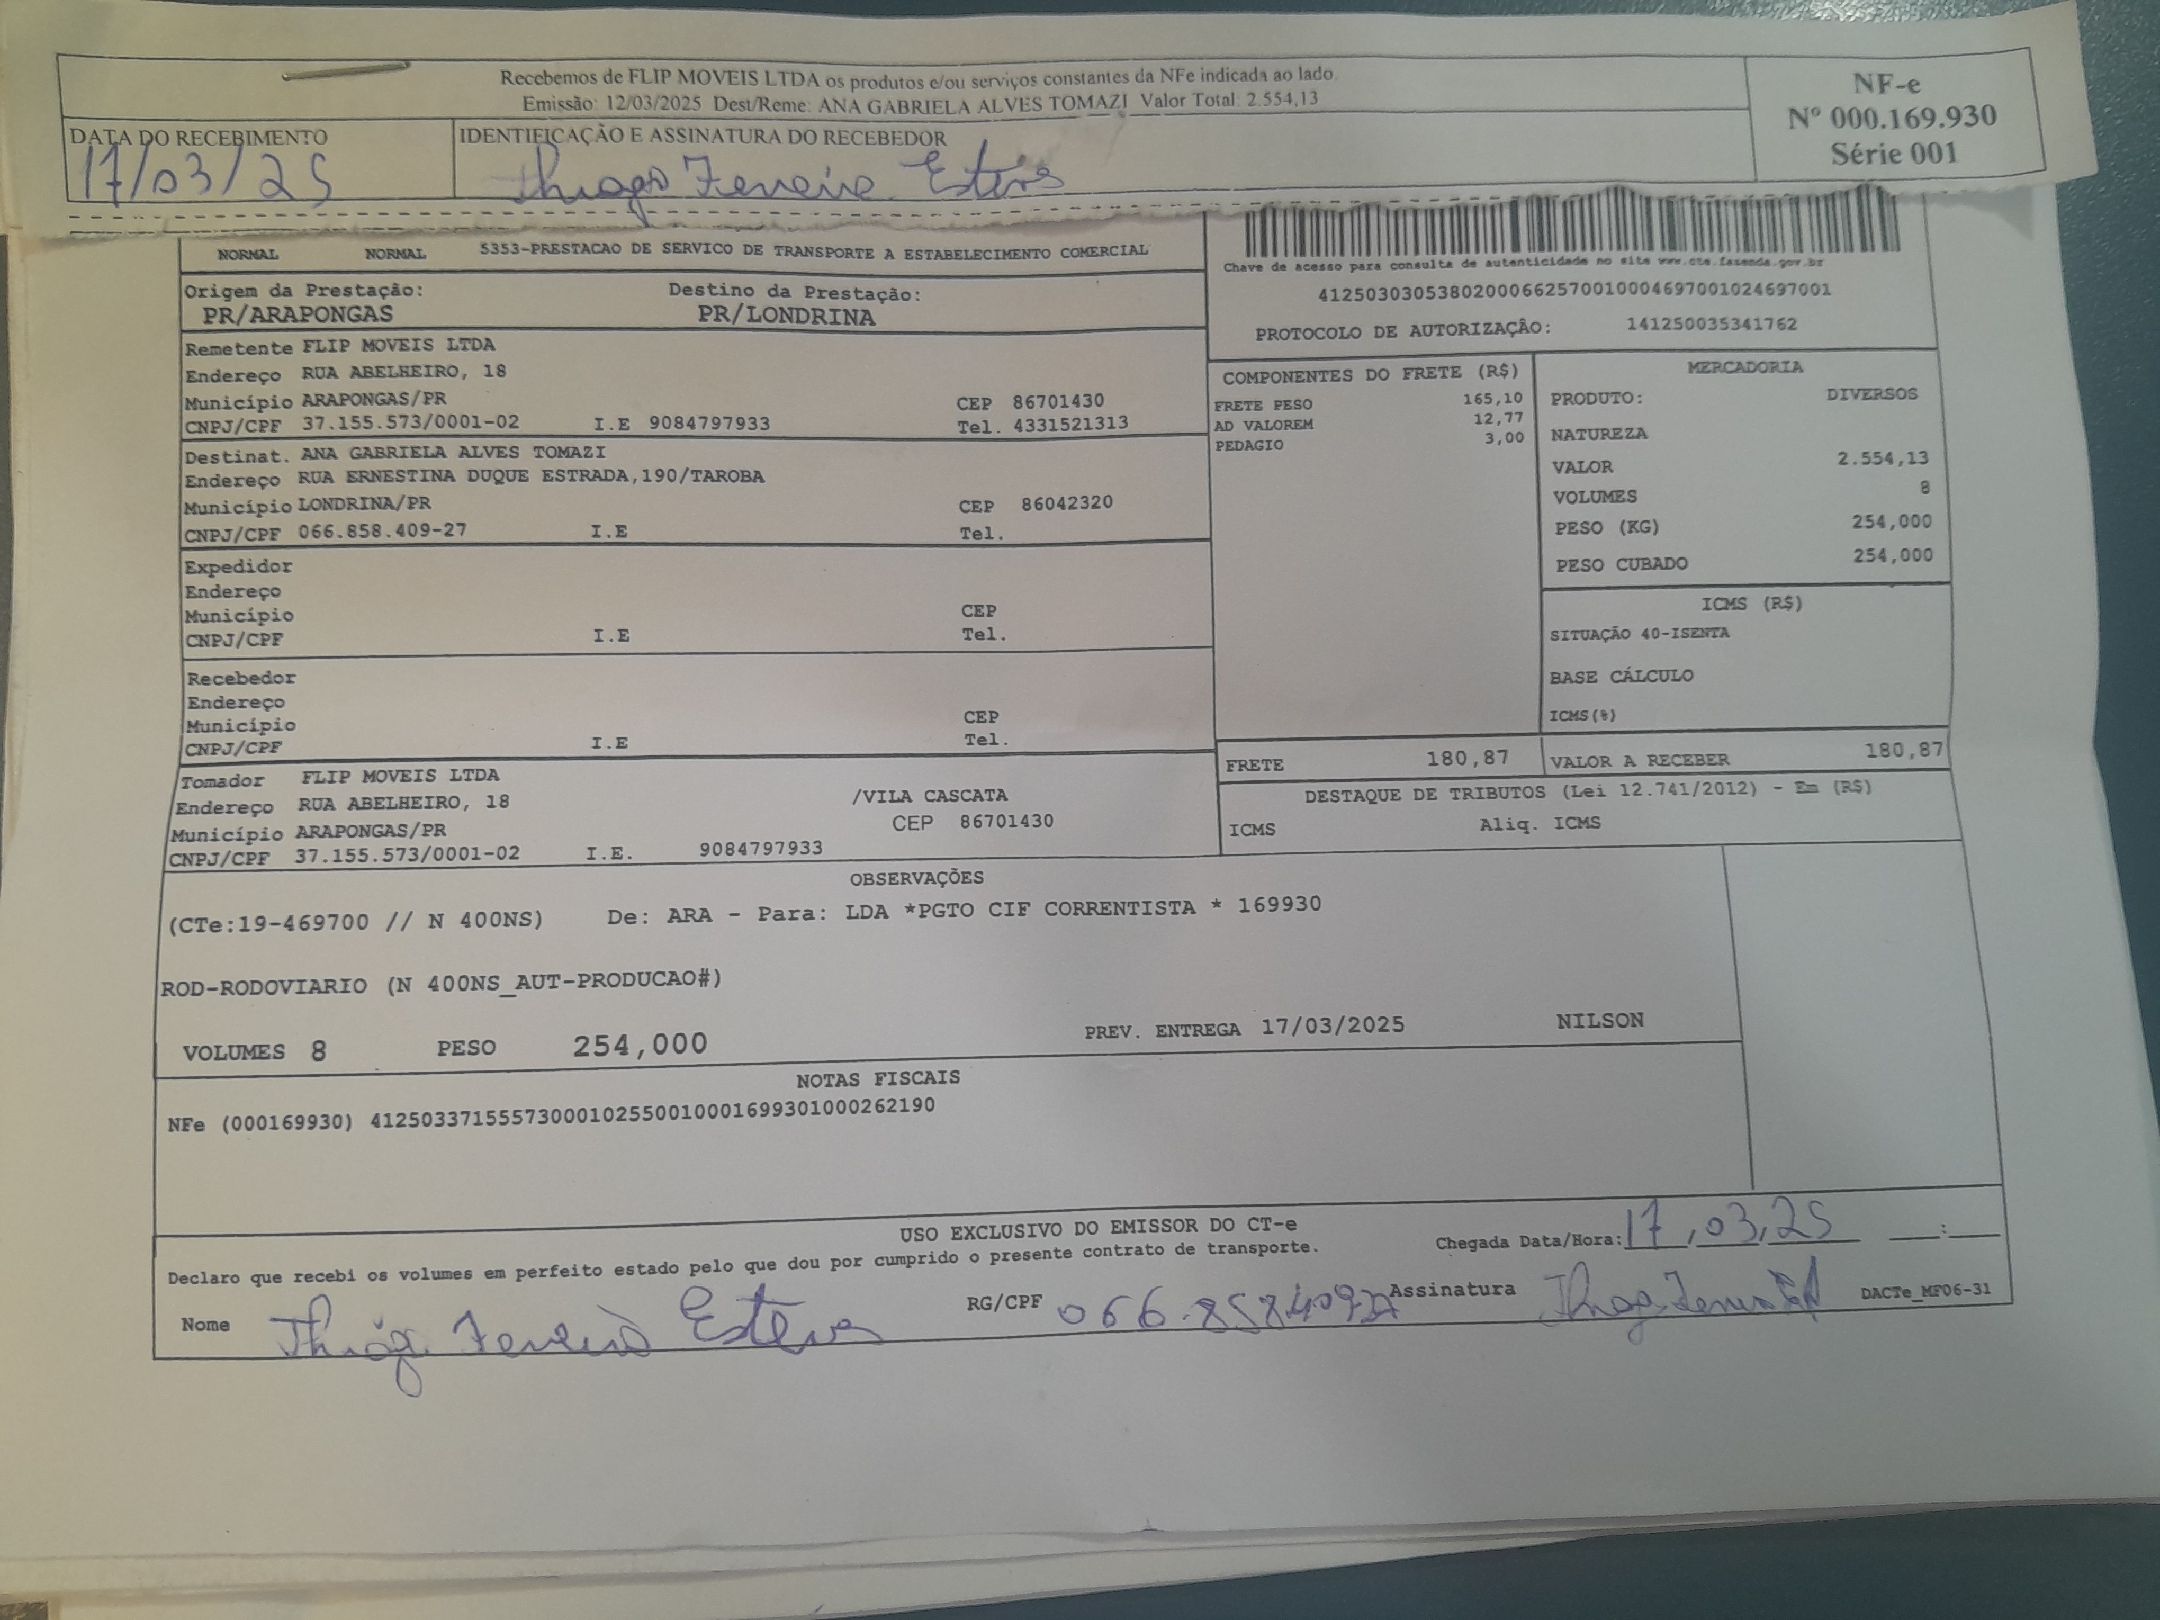 Recebemos de FLIP MOVEIS LTDA os produtos e/ou serviços constantes da NFe indicada ao lado.
Emissão: 12/03/2025 Dest/Reme: ANA GABRIELA ALVES TOMAZI Valor Total: 2.554,13
NF-e
Nº 000.169.930
Série 001
DATA DO RECEBIMENTO
17/03/25
IDENTIFICAÇÃO E ASSINATURA DO RECEBEDOR
Thiago Ferreira Esteves
NORMAL NORMAL 5353-PRESTACAO DE SERVICO DE TRANSPORTE A ESTABELECIMENTO COMERCIAL
Chave de acesso para consulta de autenticidade no site www.cte.fazenda.gov.br
41250303053802000662570010004697001024697001
PROTOCOLO DE AUTORIZAÇÃO: 141250035341762
Origem da Prestação: Destino da Prestação:
PR/ARAPONGAS PR/LONDRINA
Remetente FLIP MOVEIS LTDA
Endereço RUA ABELHEIRO, 18
Município ARAPONGAS/PR CEP 86701430
CNPJ/CPF 37.155.573/0001-02 I.E 9084797933 Tel. 4331521313
Destinat. ANA GABRIELA ALVES TOMAZI
Endereço RUA ERNESTINA DUQUE ESTRADA,190/TAROBA
Município LONDRINA/PR CEP 86042320
CNPJ/CPF 066.858.409-27 I.E Tel.
Expedidor
Endereço
Município CEP
CNPJ/CPF I.E Tel.
Recebedor
Endereço
Município CEP
CNPJ/CPF I.E Tel.
Tomador FLIP MOVEIS LTDA
Endereço RUA ABELHEIRO, 18 /VILA CASCATA
Município ARAPONGAS/PR CEP 86701430
CNPJ/CPF 37.155.573/0001-02 I.E. 9084797933
COMPONENTES DO FRETE (R$)
FRETE PESO 165,10
AD VALOREM 12,77
PEDAGIO 3,00
MERCADORIA
PRODUTO: DIVERSOS
NATUREZA
VALOR 2.554,13
VOLUMES 8
PESO (KG) 254,000
PESO CUBADO 254,000
ICMS (R$)
SITUAÇÃO 40-ISENTA
BASE CÁLCULO
ICMS(%)
FRETE 180,87
VALOR A RECEBER 180,87
DESTAQUE DE TRIBUTOS (Lei 12.741/2012) - Em (R$)
ICMS Aliq. ICMS
OBSERVAÇÕES
(CTe:19-469700 // N 400NS) De: ARA - Para: LDA *PGTO CIF CORRENTISTA * 169930
ROD-RODOVIARIO (N 400NS_AUT-PRODUCAO#)
VOLUMES 8 PESO 254,000 PREV. ENTREGA 17/03/2025 NILSON
NOTAS FISCAIS
NFe (000169930) 41250337155573000102550010001699301000262190
USO EXCLUSIVO DO EMISSOR DO CT-e
Declaro que recebi os volumes em perfeito estado pelo que dou por cumprido o presente contrato de transporte.
Chegada Data/Hora: 17,03,25 :
Nome Thiago Ferreira Esteves RG/CPF 066.858.409 27 Assinatura
DACTe_MF06-31